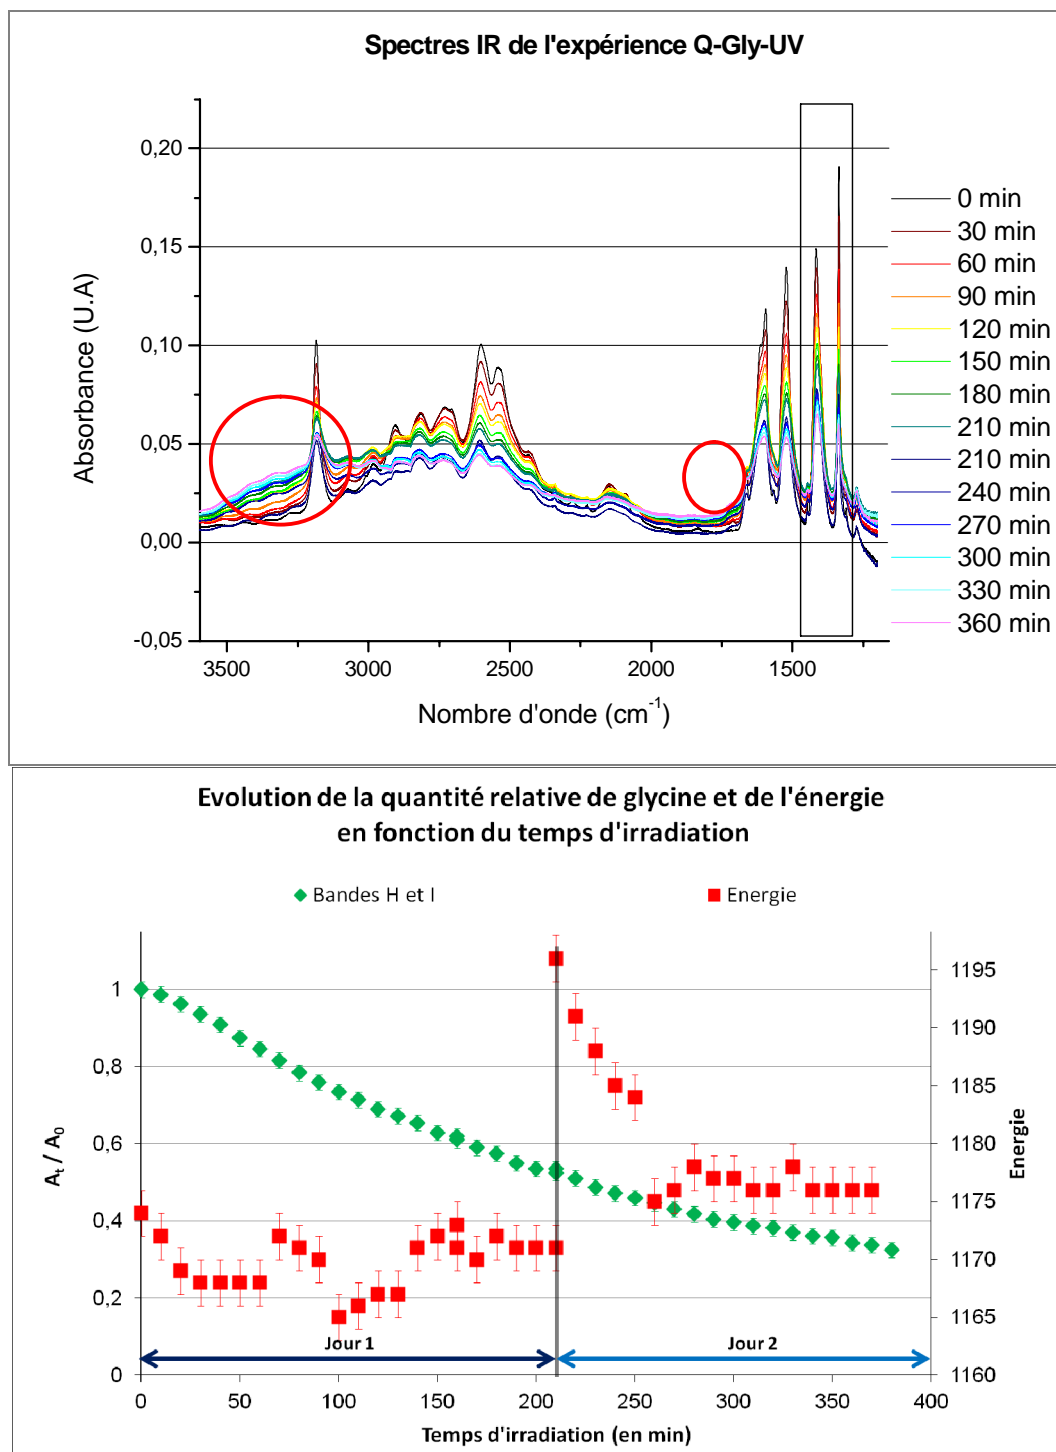 Spectres IR de l'expérience Q-Gly-UV
Absorbance (U.A)
0,20
0,15
0,10
0,05
0,00
-0,05
3500 3000 2500 2000 1500
Nombre d'onde (cm-1)
0 min
30 min
60 min
90 min
120 min
150 min
180 min
210 min
210 min
240 min
270 min
300 min
330 min
360 min
Evolution de la quantité relative de glycine et de l'énergie
en fonction du temps d'irradiation
Bandes H et I
Energie
At / A0
1
0,8
0,6
0,4
0,2
0
1195
1190
1185
1180
1175
1170
1165
1160
Energie
Jour 1
Jour 2
0 50 100 150 200 250 300 350 400
Temps d'irradiation (en min)